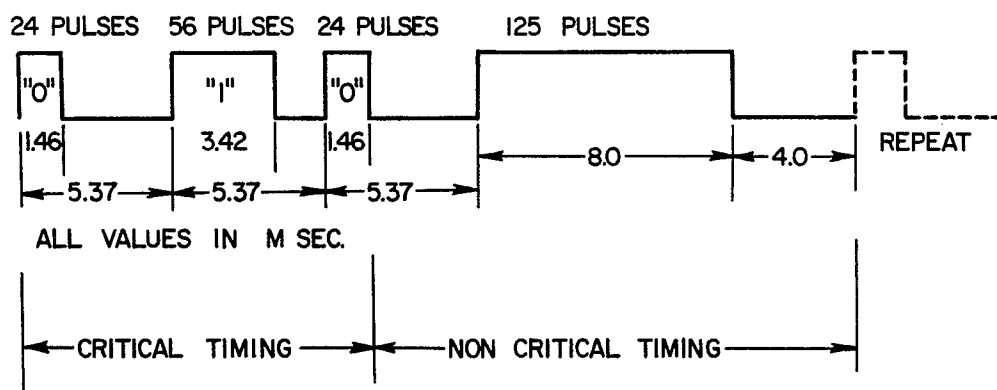 24 PULSES 56 PULSES 24 PULSES 125 PULSES
"0" "1" "0"
1.46 3.42 1.46 8.0 4.0 REPEAT
5.37 5.37 5.37
ALL VALUES IN M SEC.
CRITICAL TIMING NON CRITICAL TIMING